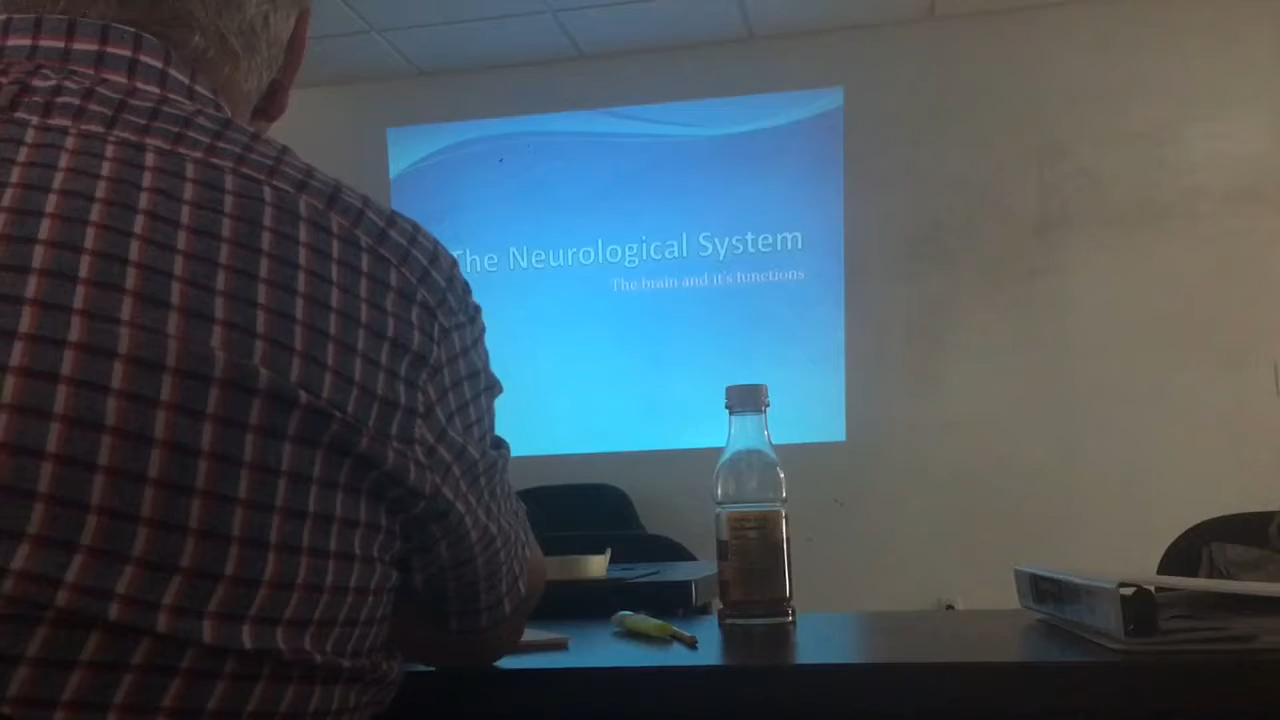 The Neurological System
The brain and it's functions